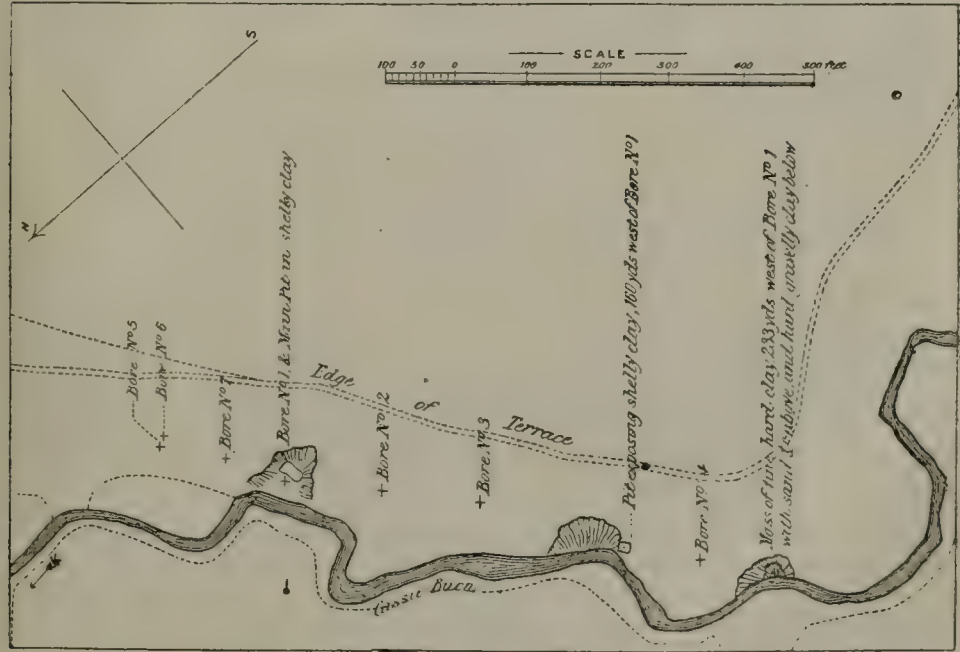 S
N
SCALE
100 50 0 100 200 300 400 500 Feet
Bore Nº 5
Bore Nº 6
+ Bore Nº 7
Bore Nº 1, & Main Pit in shelly clay
Edge of Terrace
+ Bore Nº 2
+ Bore Nº 3
Pit exposing shelly clay, 160 yds west of Bore Nº 1
+ Bore Nº 4
Mass of hard clay 233 yds west of Bore Nº 1
with sand above, and hard gravelly clay below
Burn